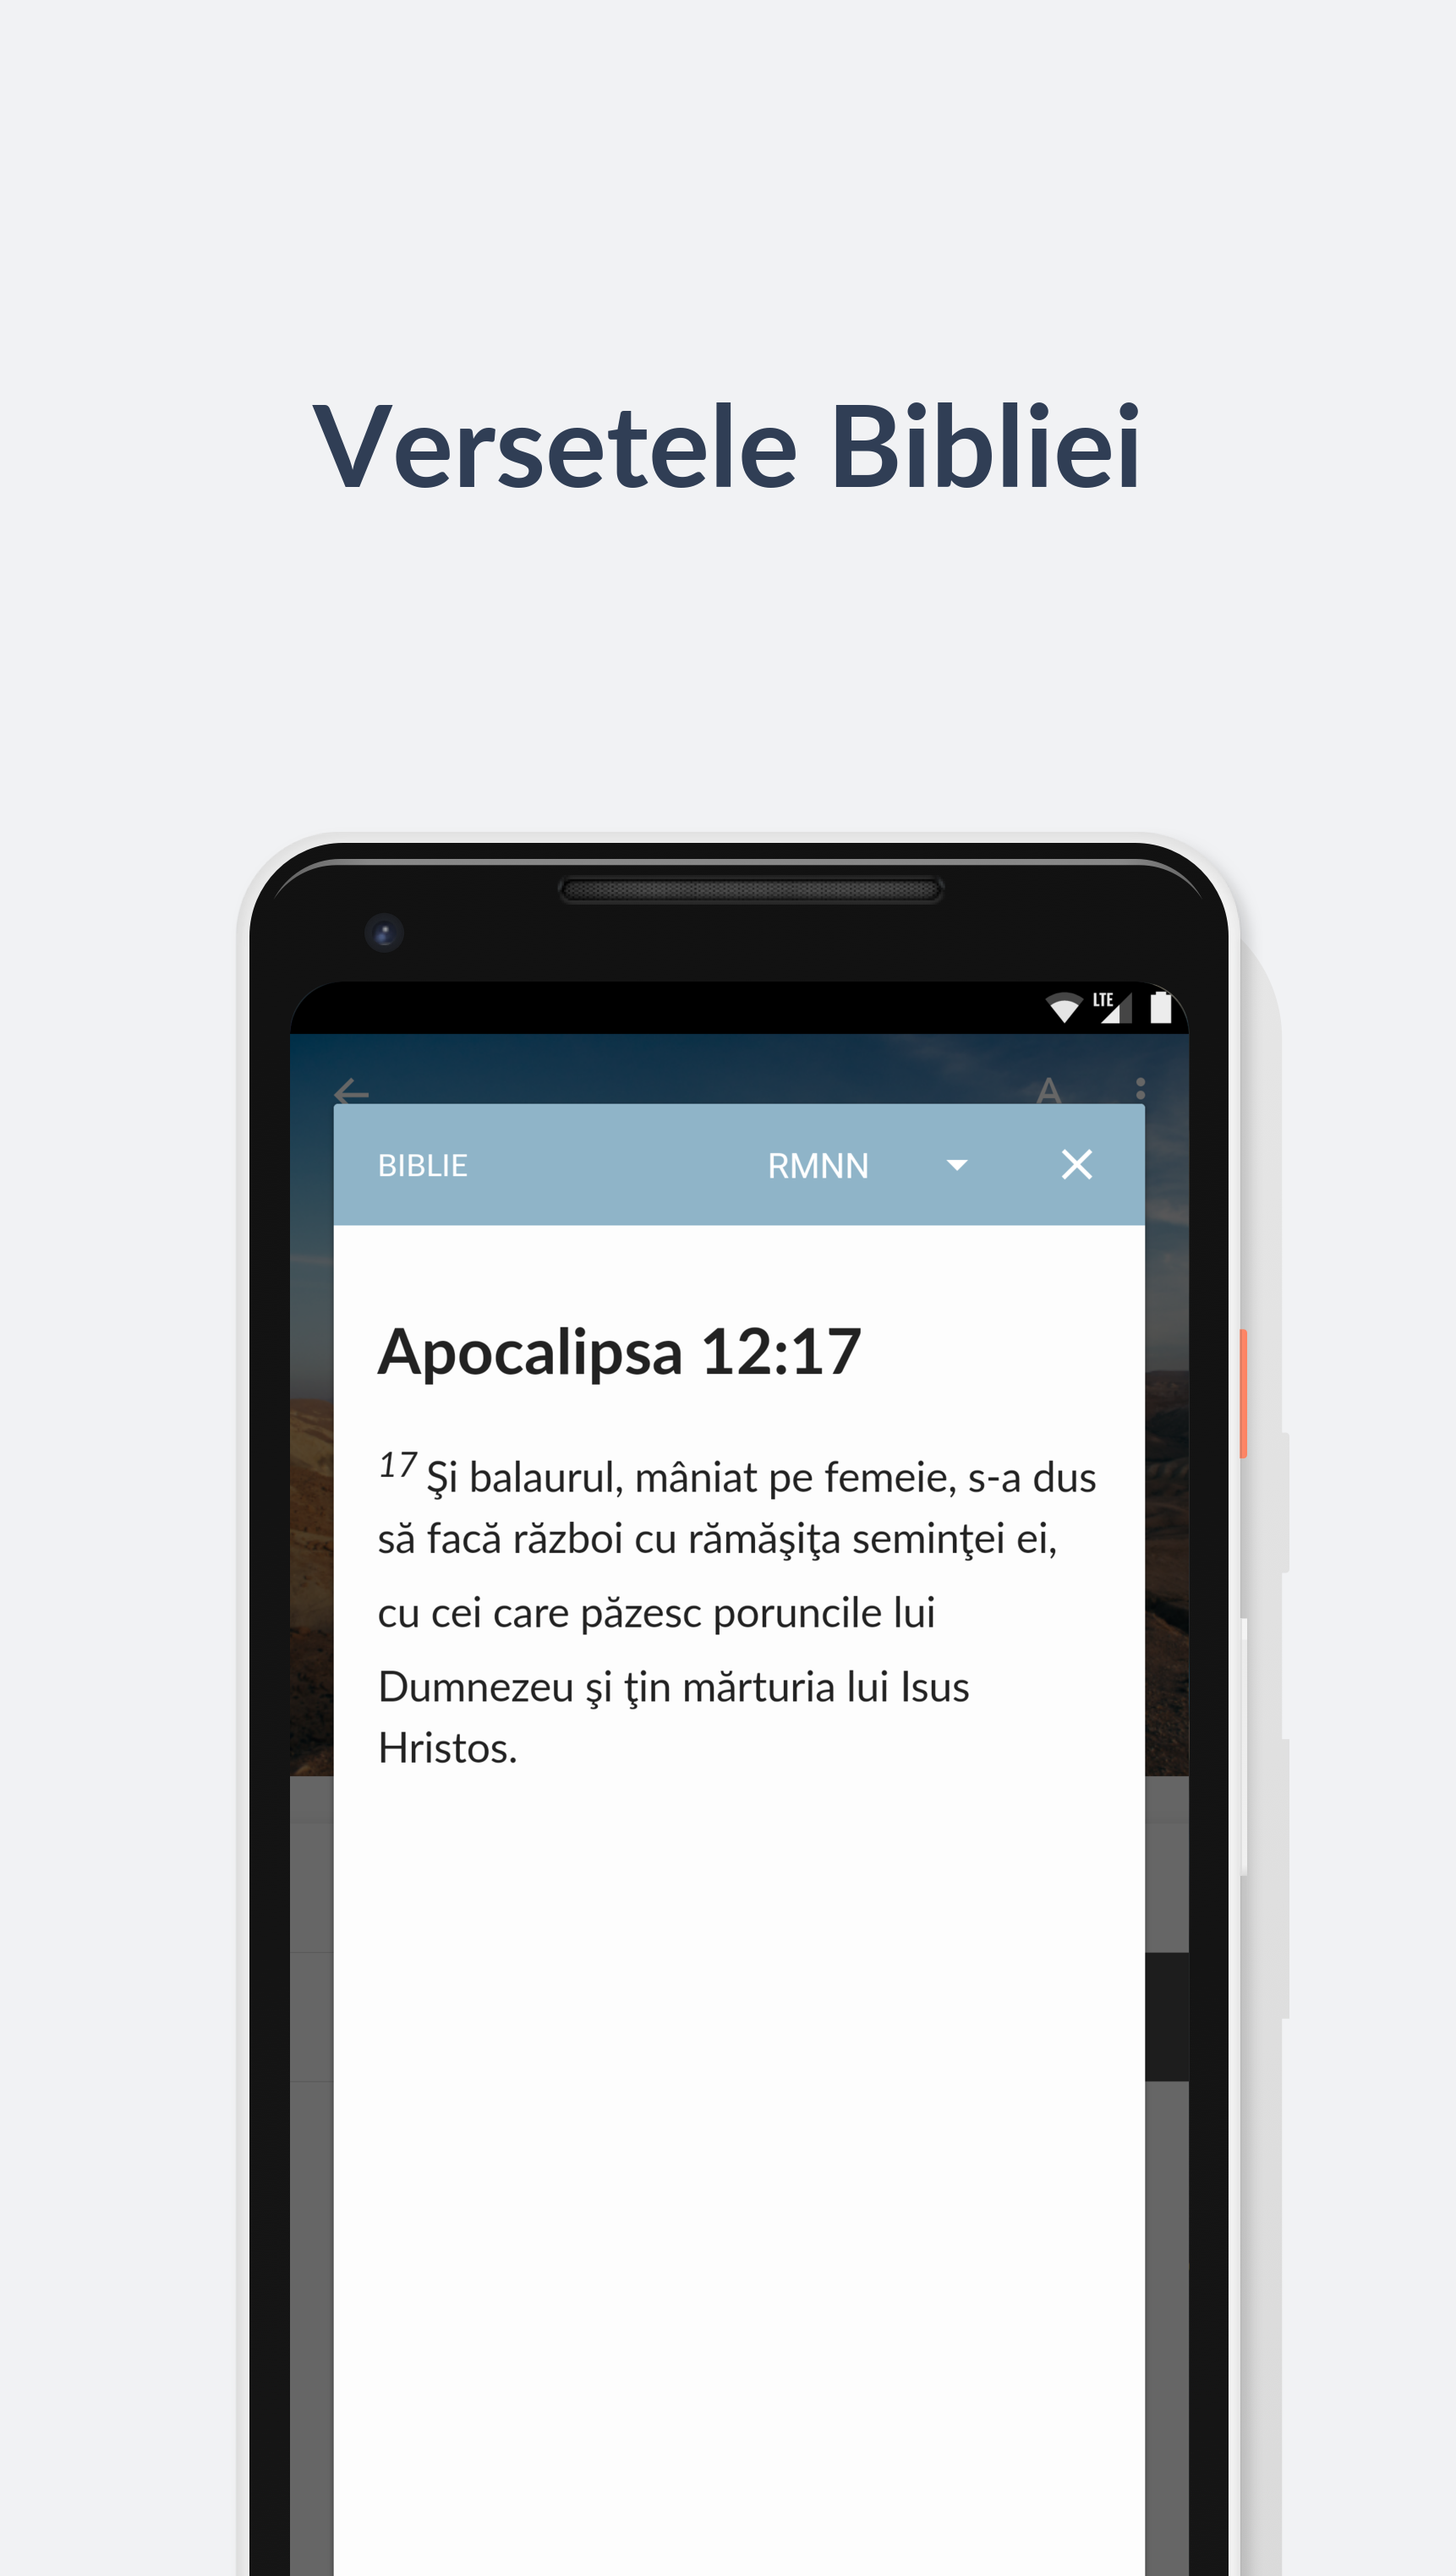 Versetele Bibliei
LTE
A
BIBLIE RMNN
Apocalipsa 12:17
17 Şi balaurul, mâniat pe femeie, s-a dus
să facă război cu rămăşiţa seminţei ei,
cu cei care păzesc poruncile lui
Dumnezeu şi ţin mărturia lui Isus
Hristos.